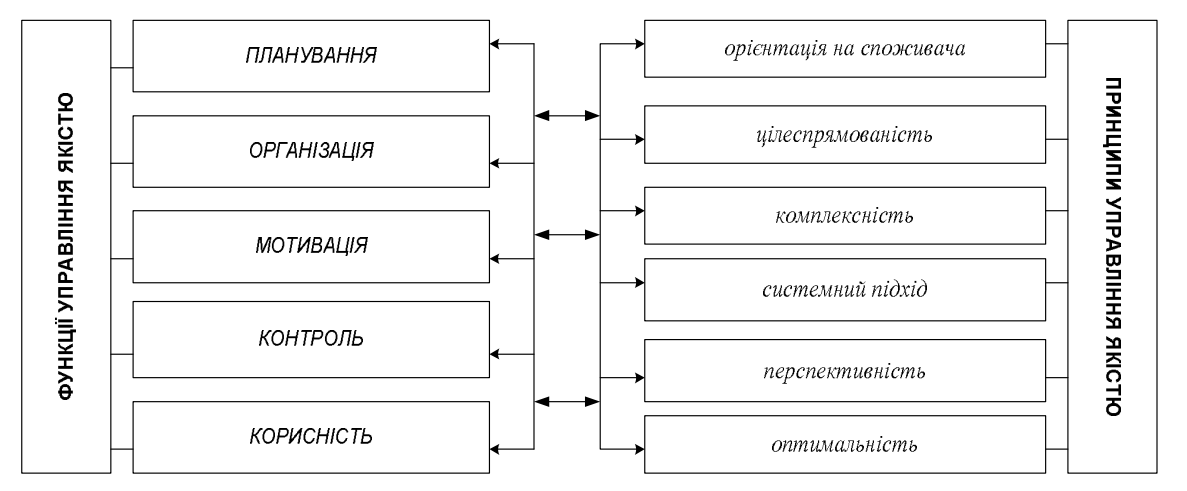 ФУНКЦІЇ УПРАВЛІННЯ ЯКІСТЮ
ПЛАНУВАННЯ
ОРГАНІЗАЦІЯ
МОТИВАЦІЯ
КОНТРОЛЬ
КОРИСНІСТЬ
орієнтація на споживача
цілеспрямованість
комплексність
системний підхід
перспективність
оптимальність
ПРИНЦИПИ УПРАВЛІННЯ ЯКІСТЮ